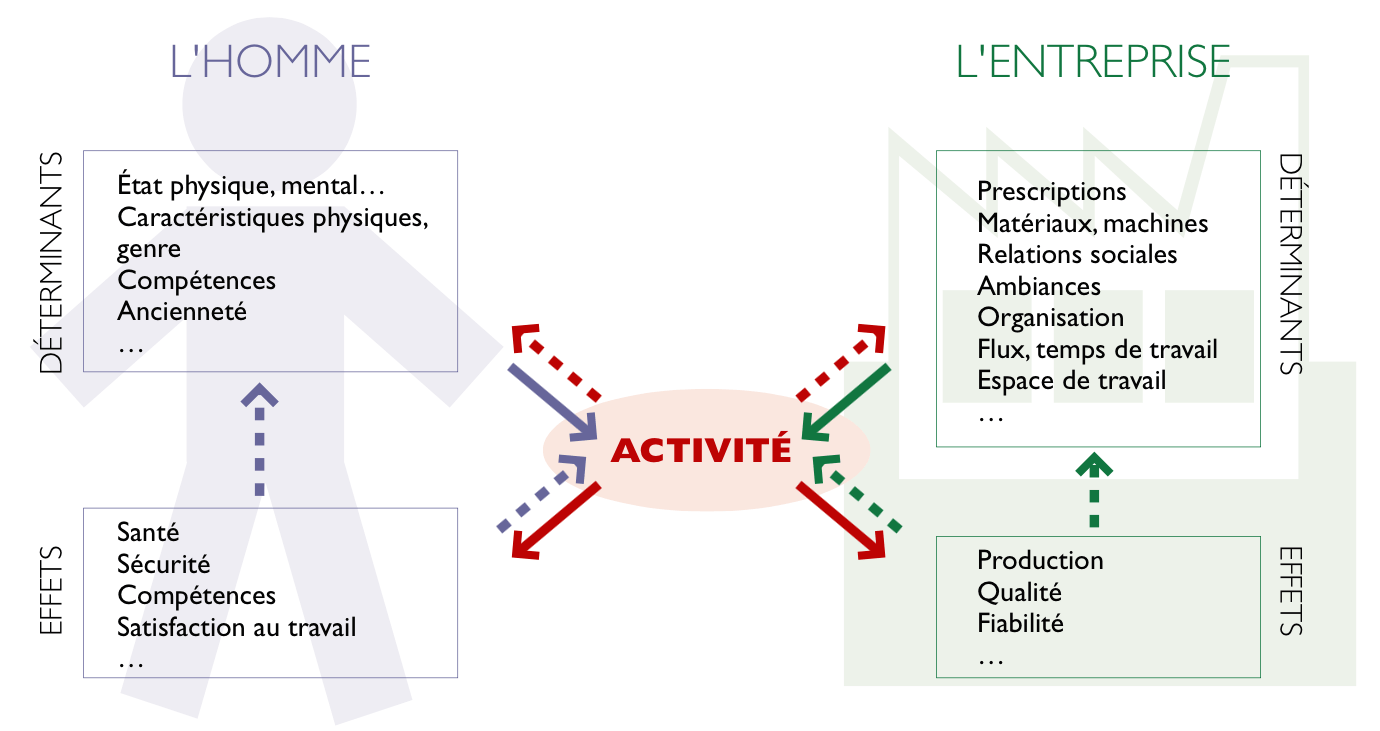 L'HOMME
DÉTERMINANTS
État physique, mental…
Caractéristiques physiques,
genre
Compétences
Ancienneté
…
EFFETS
Santé
Sécurité
Compétences
Satisfaction au travail
…
ACTIVITÉ
L'ENTREPRISE
DÉTERMINANTS
Prescriptions
Matériaux, machines
Relations sociales
Ambiances
Organisation
Flux, temps de travail
Espace de travail
…
EFFETS
Production
Qualité
Fiabilité
…